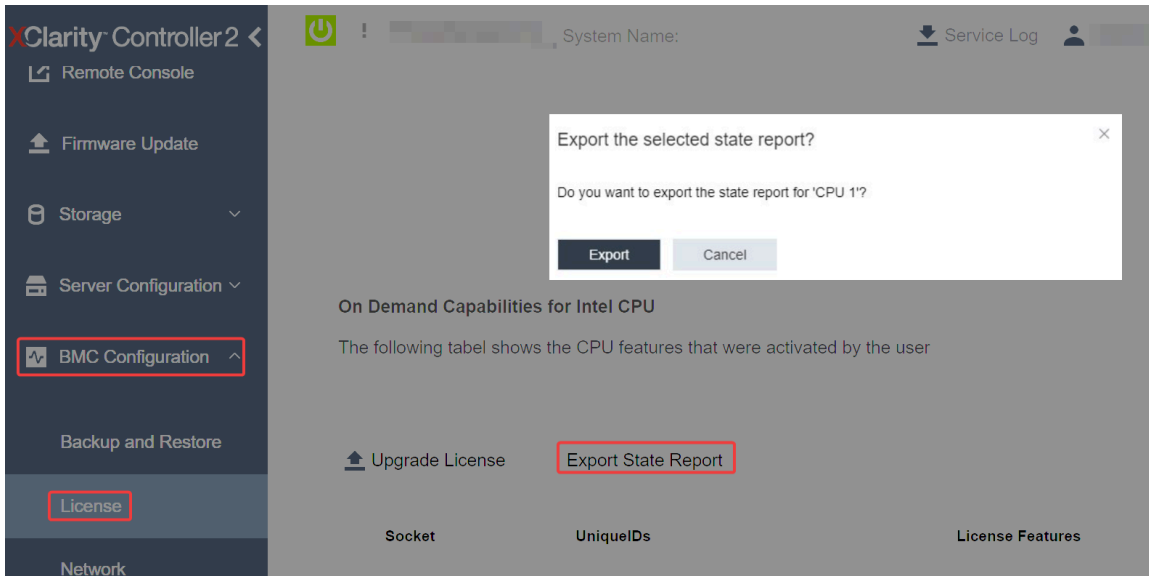 XClarity Controller 2
System Name:
Service Log
Remote Console
Firmware Update
Export the selected state report?
Do you want to export the state report for 'CPU 1'?
Storage
Export
Cancel
Server Configuration
On Demand Capabilities for Intel CPU
BMC Configuration
The following tabel shows the CPU features that were activated by the user
Backup and Restore
Upgrade License
Export State Report
License
Socket
UniqueIDs
License Features
Network